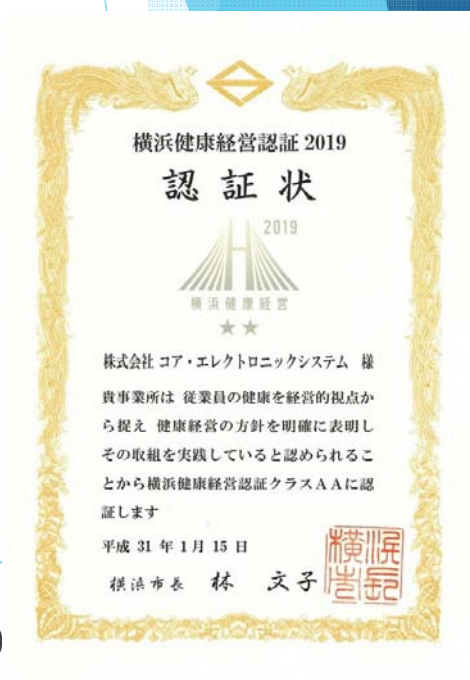 横浜健康経営認証 2019
認 証 状
2019
横浜健康経営
★★
株式会社 コア・エレクトロニックシステム 様
貴事業所は 従業員の健康を経営的視点か
ら捉え 健康経営の方針を明確に表明し
その取組を実践していると認められるこ
とから横浜健康経営認証クラスAAに認
証します
平成 31 年 1 月 15 日
横浜市長 林 文子
横浜市長